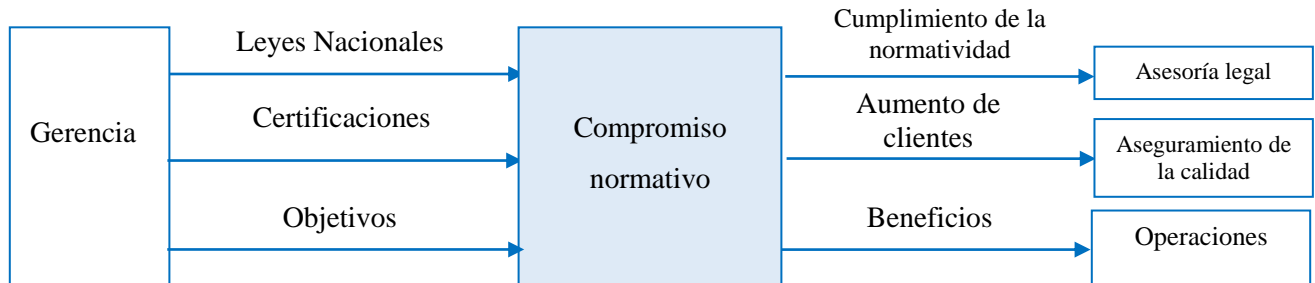 Gerencia
Leyes Nacionales
Certificaciones
Objetivos
Compromiso
normativo
Cumplimiento de la
normatividad
Aumento de
clientes
Beneficios
Asesoría legal
Aseguramiento de
la calidad
Operaciones